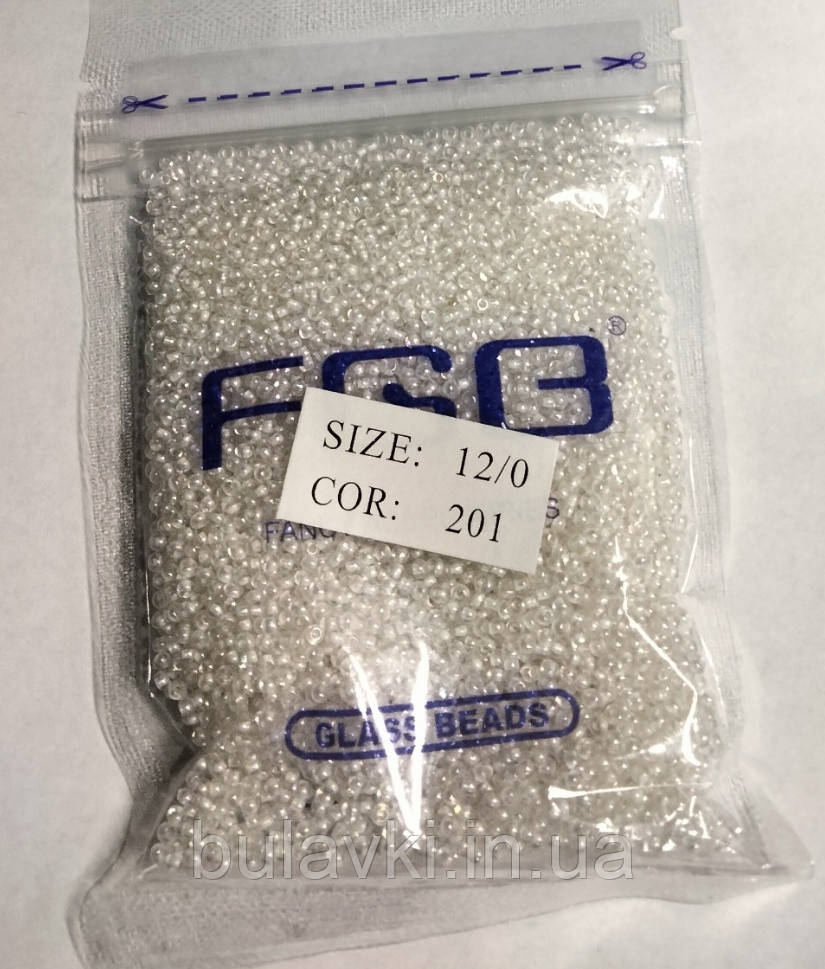 FGB®
SIZE: 12/0
COR: 201
GLASS BEADS
bulavki.in.ua